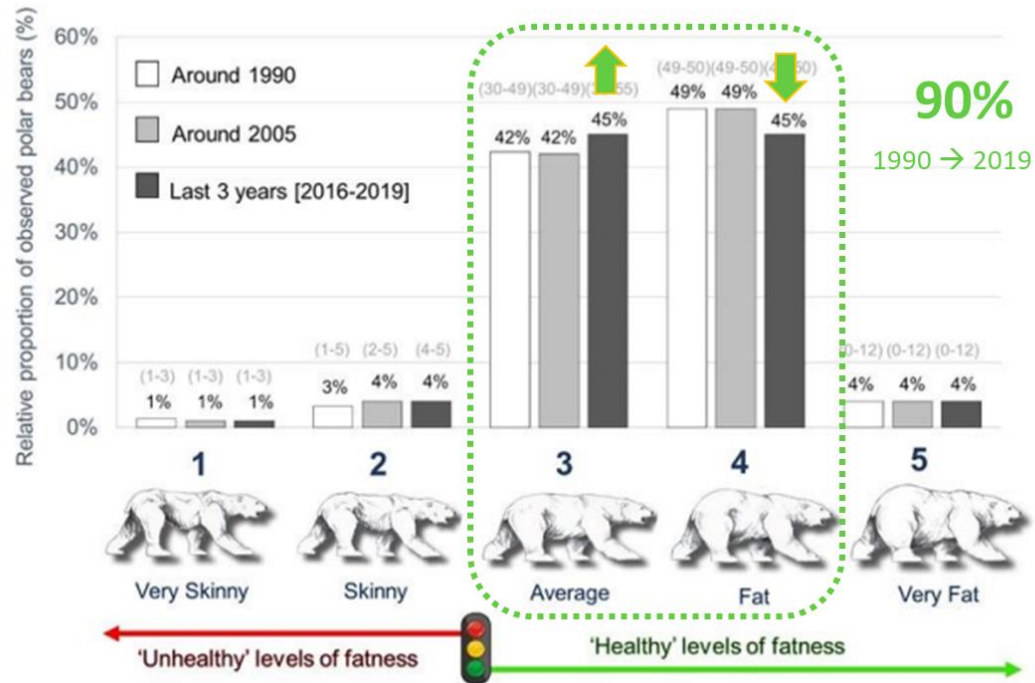 Relative proportion of observed polar bears (%)
60%
50%
40%
30%
20%
10%
0%
Around 1990
Around 2005
Last 3 years [2016-2019]
(1-3) (1-3) (1-3)
1% 1% 1%
(1-5) (2-5) (4-5)
3% 4% 4%
(30-49)(30-49)
42% 42% 45%
(49-50)(49-50)
49% 49% 45%
(0-12) (0-12)
4% 4% 4%
90%
1990 → 2019
1 2 3 4 5
Very Skinny Skinny Average Fat Very Fat
'Unhealthy' levels of fatness
'Healthy' levels of fatness